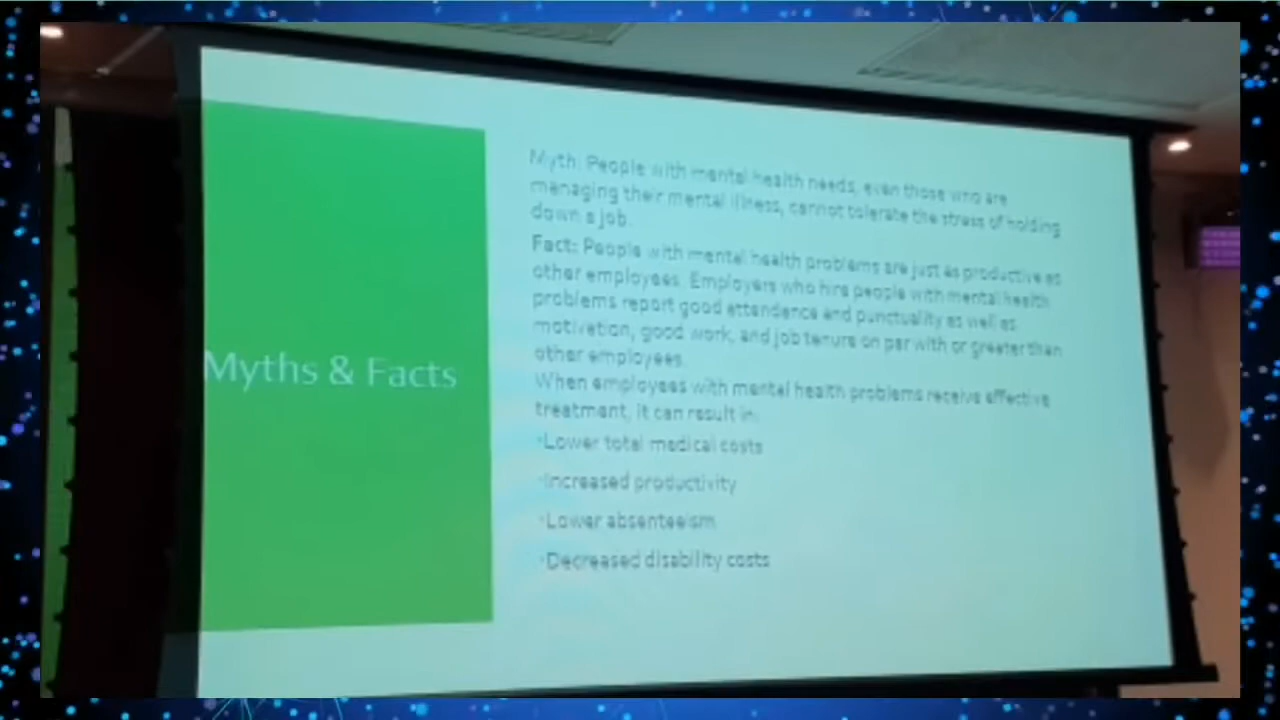 Myths & Facts
Myth: People with mental health needs, even those who are
managing their mental illness, cannot tolerate the stress of holding
down a job.
Fact: People with mental health problems are just as productive as
other employees. Employers who hire people with mental health
problems report good attendence and punctuality as well as
motivation, good work, and job tenure on par with or greater than
other employees.
When employees with mental health problems receive effective
treatment, it can result in:
·Lower total medical costs
·Increased productivity
·Lower absenteeism
·Decreased disability costs